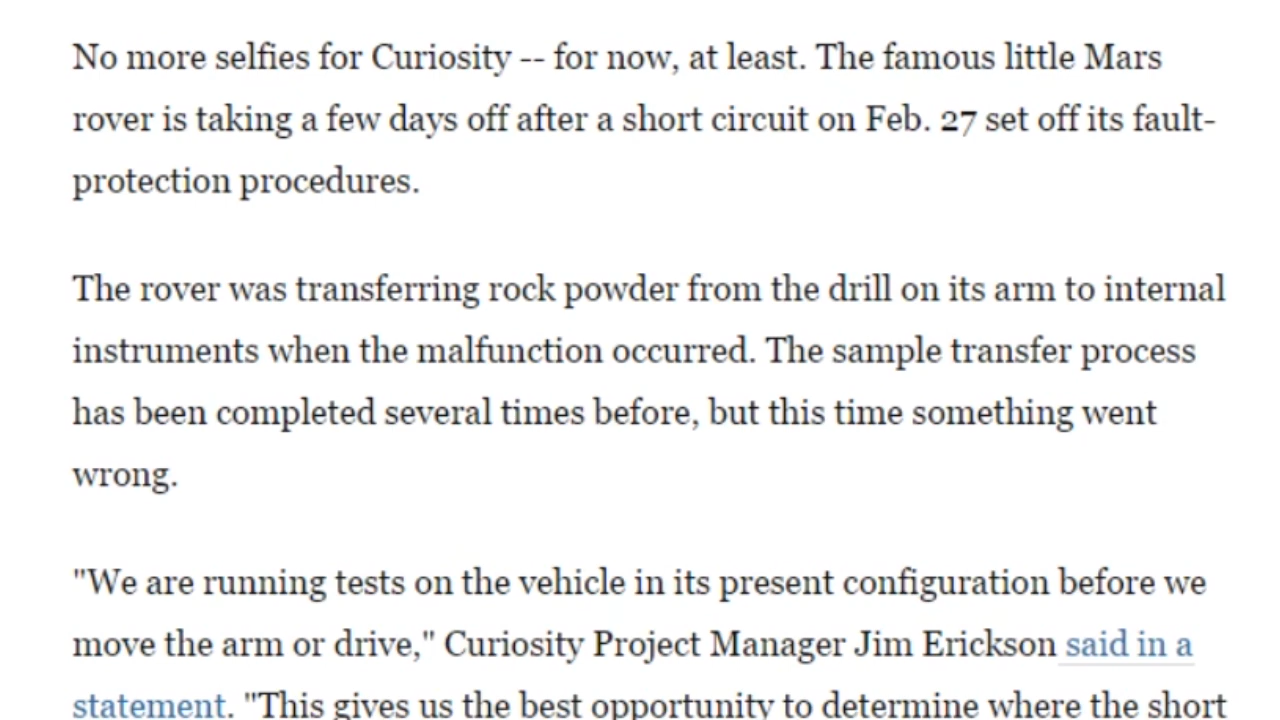 No more selfies for Curiosity -- for now, at least. The famous little Mars
rover is taking a few days off after a short circuit on Feb. 27 set off its fault-
protection procedures.
The rover was transferring rock powder from the drill on its arm to internal
instruments when the malfunction occurred. The sample transfer process
has been completed several times before, but this time something went
wrong.
"We are running tests on the vehicle in its present configuration before we
move the arm or drive," Curiosity Project Manager Jim Erickson said in a
statement. "This gives us the best opportunity to determine where the short